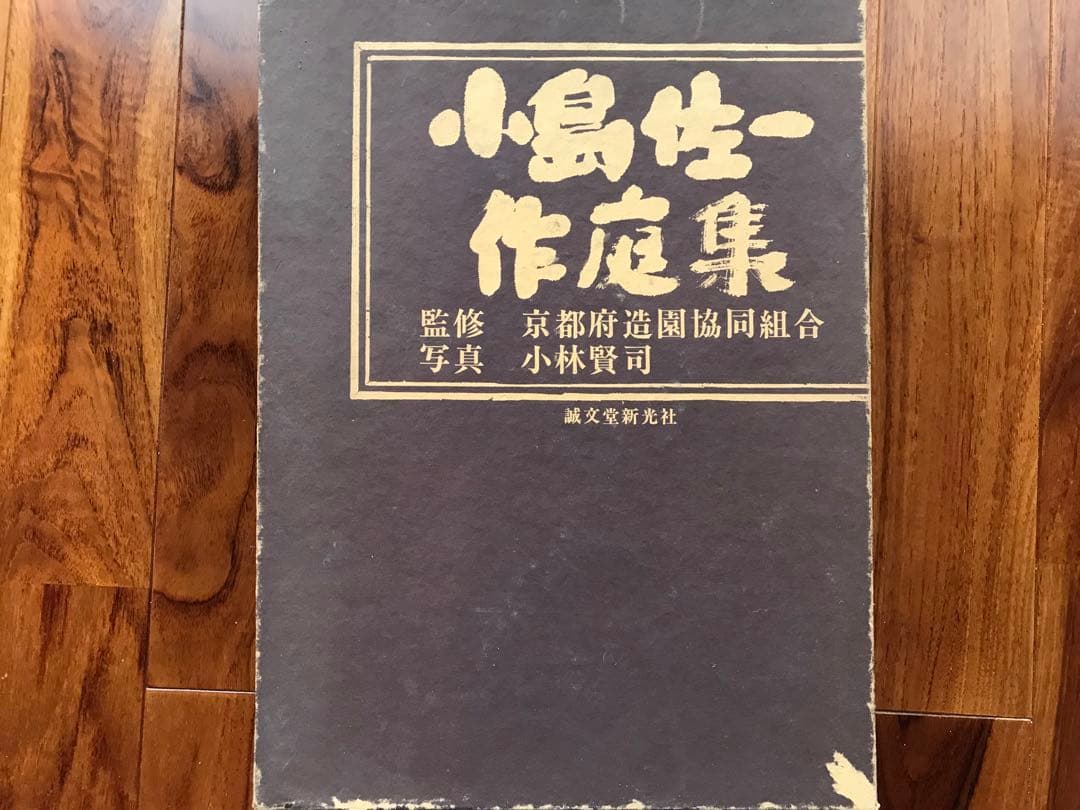 小島佐一
作庭集
監修 京都府造園協同組合
写真 小林賢司
誠文堂新光社